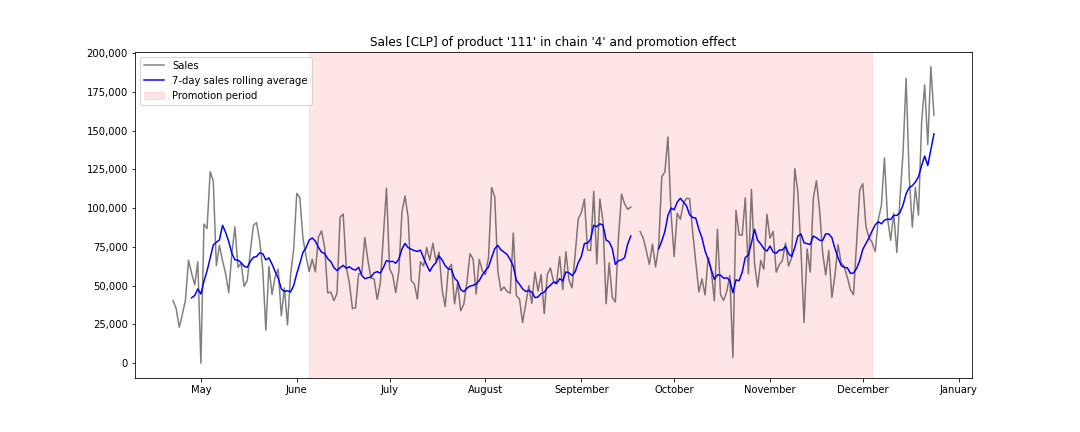 Sales [CLP] of product '111' in chain '4' and promotion effect
200,000
175,000
150,000
125,000
100,000
75,000
50,000
25,000
0
Sales
7-day sales rolling average
Promotion period
May June July August September October November December January